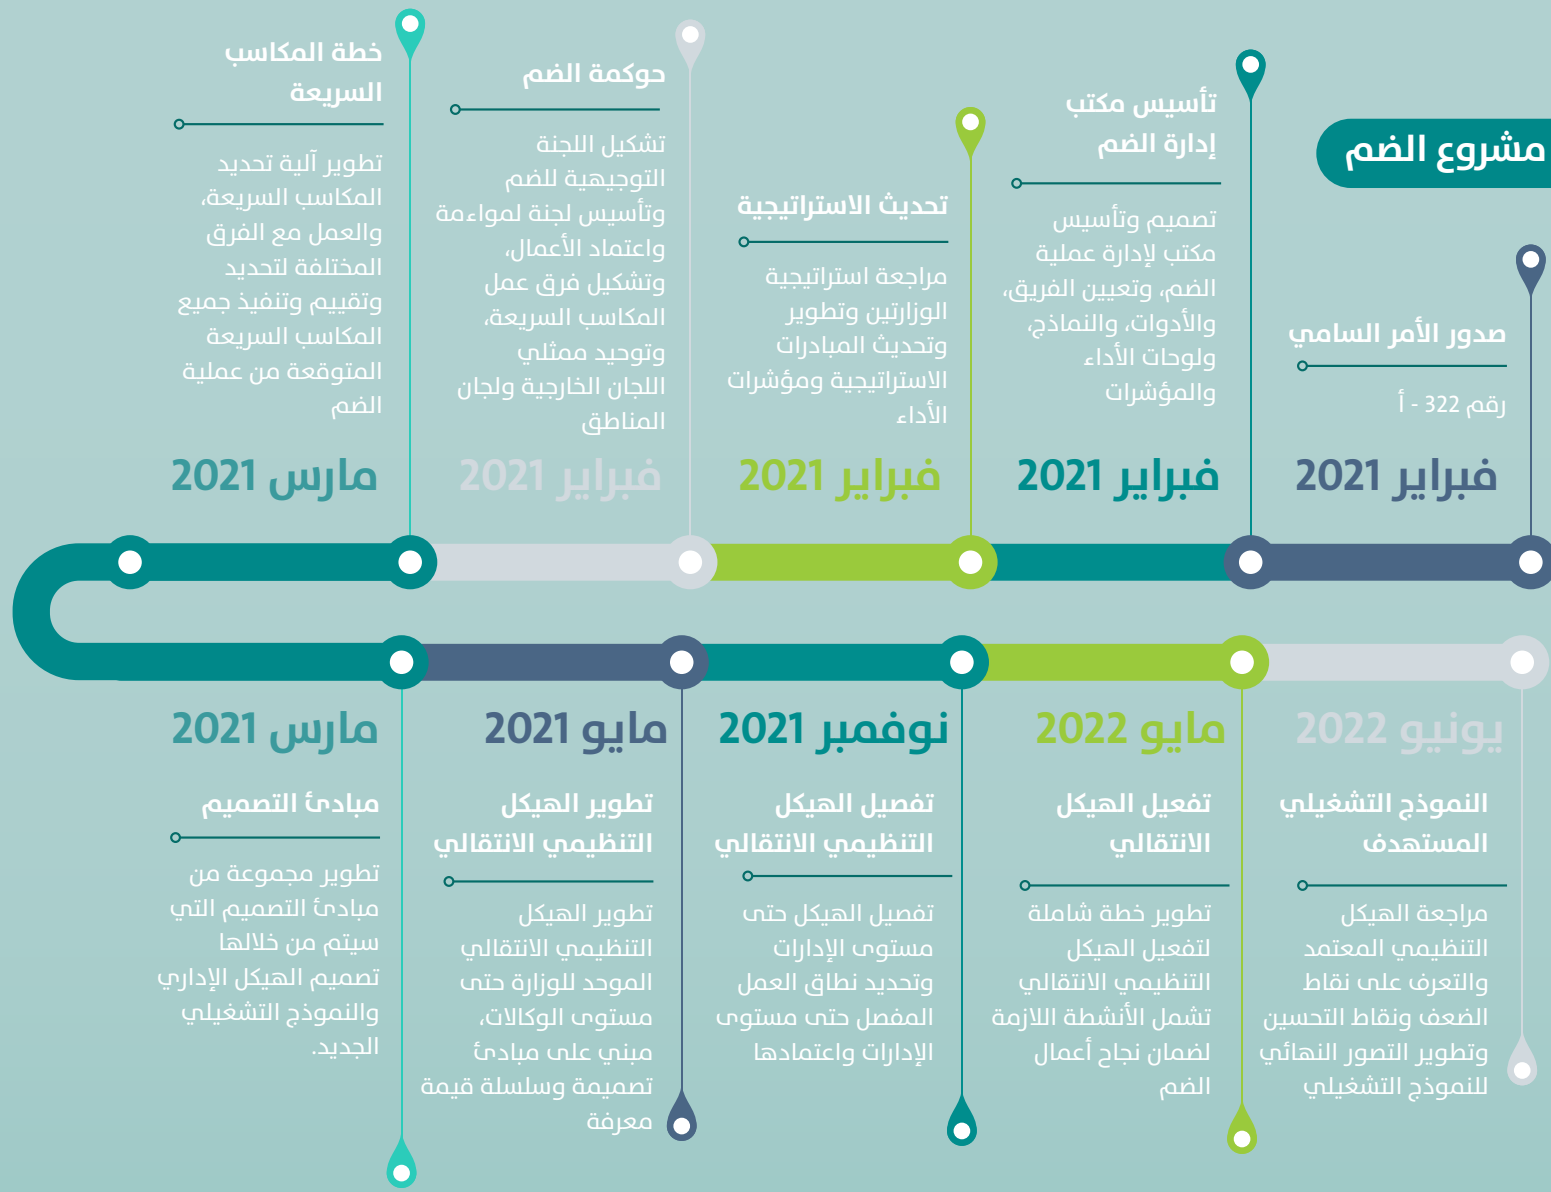 مشروع الضم
صدور الأمر السامي
رقم 322 - أ
فبراير 2021
تأسيس مكتب
إدارة الضم
تصميم وتأسيس
مكتب لإدارة عملية
الضم، وتعيين الفريق،
والأدوات، والنماذج،
ولوحات الأداء
والمؤشرات
فبراير 2021
تحديث الاستراتيجية
مراجعة استراتيجية
الوزارتين وتطوير
وتحديث المبادرات
الاستراتيجية ومؤشرات
الأداء
فبراير 2021
حوكمة الضم
تشكيل اللجنة
التوجيهية للضم
وتأسيس لجنة لمواءمة
واعتماد الأعمال،
وتشكيل فرق عمل
المكاسب السريعة،
وتوحيد ممثلي
اللجان الخارجية ولجان
المناطق
فبراير 2021
خطة المكاسب
السريعة
تطوير آلية تحديد
المكاسب السريعة،
والعمل مع الفرق
المختلفة لتحديد
وتقييم وتنفيذ جميع
المكاسب السريعة
المتوقعة من عملية
الضم
مارس 2021
مارس 2021
مبادئ التصميم
تطوير مجموعة من
مبادئ التصميم التي
سيتم من خلالها
تصميم الهيكل الإداري
والنموذج التشغيلي
الجديد.
مايو 2021
تطوير الهيكل
التنظيمي الانتقالي
تطوير الهيكل
التنظيمي الانتقالي
الموحد للوزارة حتى
مستوى الوكالات،
مبني على مبادئ
تصميمة وسلسلة قيمة
معرفة
نوفمبر 2021
تفصيل الهيكل
التنظيمي الانتقالي
تفصيل الهيكل حتى
مستوى الإدارات
وتحديد نطاق العمل
المفصل حتى مستوى
الإدارات واعتمادها
مايو 2022
تفعيل الهيكل
الانتقالي
تطوير خطة شاملة
لتفعيل الهيكل
التنظيمي الانتقالي
تشمل الأنشطة اللازمة
لضمان نجاح أعمال
الضم
يونيو 2022
النموذج التشغيلي
المستهدف
مراجعة الهيكل
التنظيمي المعتمد
والتعرف على نقاط
الضعف ونقاط التحسين
وتطوير التصور النهائي
للنموذج التشغيلي